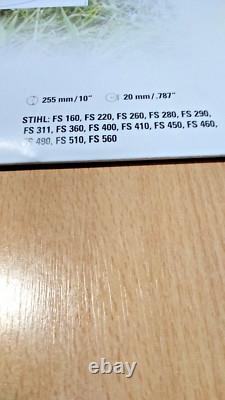 255 mm/10" 20 mm/.787"
STIHL: FS 160, FS 220, FS 260, FS 280, FS 290,
FS 311, FS 360, FS 400, FS 410, FS 450, FS 460,
FS 490, FS 510, FS 560
ebay